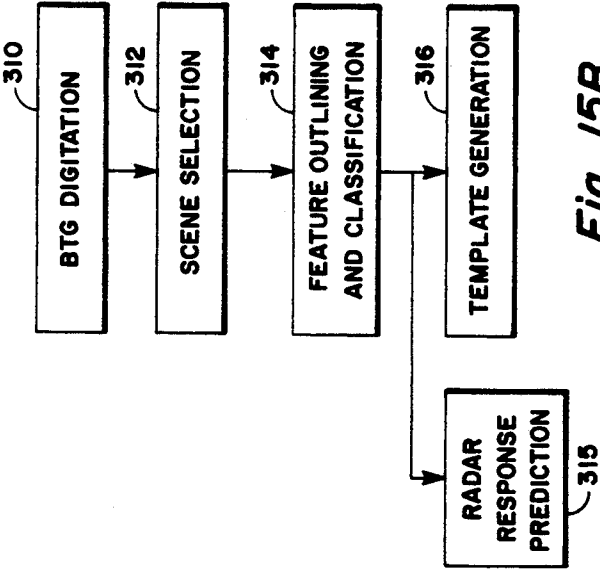 310
BTG DIGITATION
312
SCENE SELECTION
314
FEATURE OUTLINING
AND CLASSIFICATION
316
TEMPLATE GENERATION
RADAR
RESPONSE
PREDICTION
315
Fig. 15B